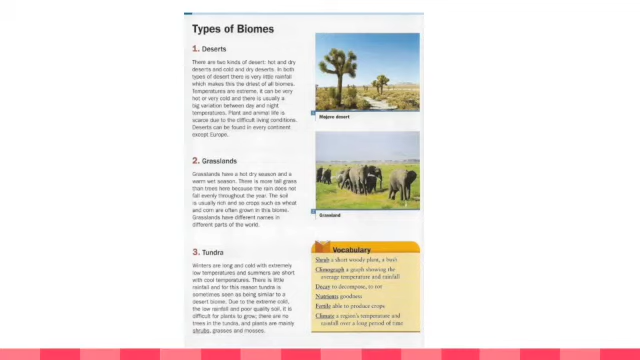 Types of Biomes
1. Deserts
There are two kinds of desert: hot and dry
deserts and cold and dry deserts. In both
types of desert there is very little rainfall
which makes this the driest of all biomes.
Temperatures are extreme. It can be very
hot or very cold and there is usually a
big variation between day and night
temperatures. Plant and animal life is
scarce due to the difficult living conditions.
Deserts can be found in every continent
except Europe.
Mojave desert
2. Grasslands
Grasslands have a hot dry season and a
warm wet season. There is more tall grass
than trees here because the rain does not
fall evenly throughout the year. The soil
is usually rich and so crops such as wheat
and corn are often grown in this biome.
Grasslands have different names in
different parts of the world.
Grassland
3. Tundra
Winters are long and cold with extremely
low temperatures and summers are short
with cool temperatures. There is little
rainfall and for this reason tundra is
sometimes seen as being similar to a
desert biome. Due to the extreme cold,
the low rainfall and poor quality soil, it is
difficult for plants to grow; there are no
trees in the tundra, and plants are mainly
shrubs, grasses and mosses.
Vocabulary
Shrub a short woody plant, a bush
Climograph a graph showing the
average temperature and rainfall
Decay to decompose, to rot
Nutrients goodness
Fertile able to produce crops
Climate a region's temperature and
rainfall over a long period of time